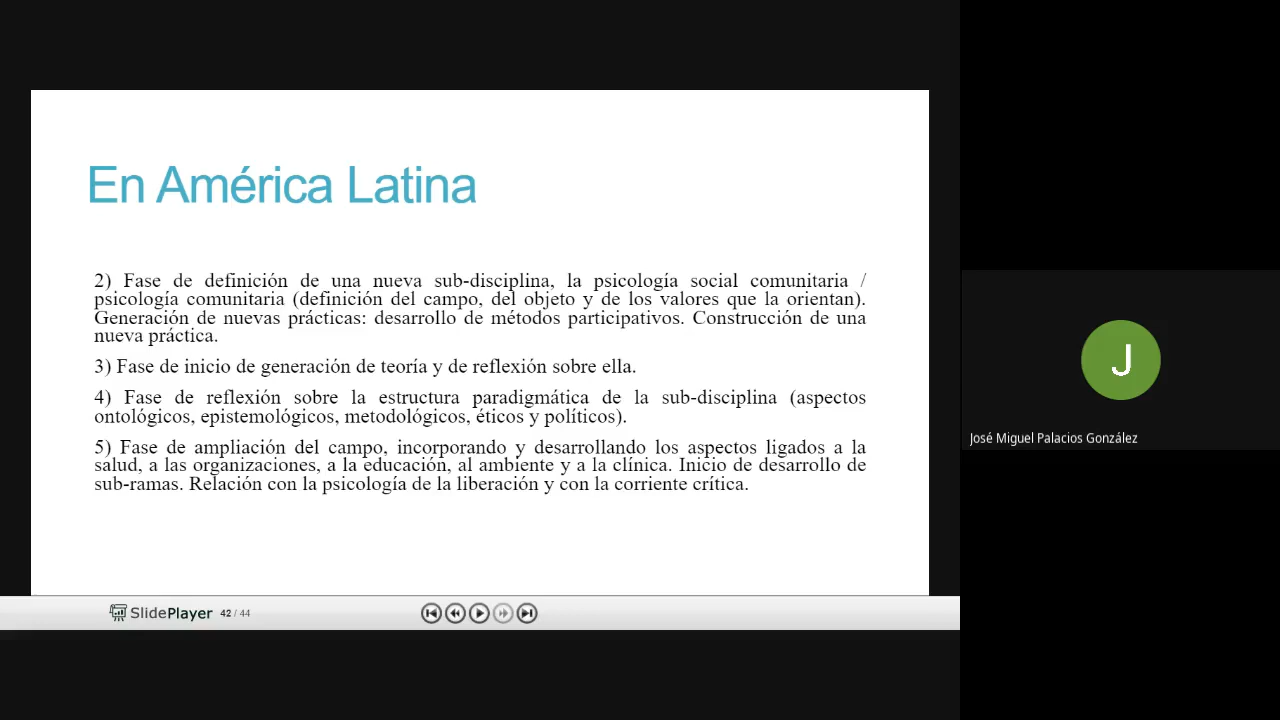 En América Latina
2) Fase de definición de una nueva sub-disciplina, la psicología social comunitaria /
psicología comunitaria (definición del campo, del objeto y de los valores que la orientan).
Generación de nuevas prácticas: desarrollo de métodos participativos. Construcción de una
nueva práctica.
3) Fase de inicio de generación de teoría y de reflexión sobre ella.
4) Fase de reflexión sobre la estructura paradigmática de la sub-disciplina (aspectos
ontológicos, epistemológicos, metodológicos, éticos y políticos).
5) Fase de ampliación del campo, incorporando y desarrollando los aspectos ligados a la
salud, a las organizaciones, a la educación, al ambiente y a la clínica. Inicio de desarrollo de
sub-ramas. Relación con la psicología de la liberación y con la corriente crítica.
SlidePlayer 42 / 44
J
José Miguel Palacios González